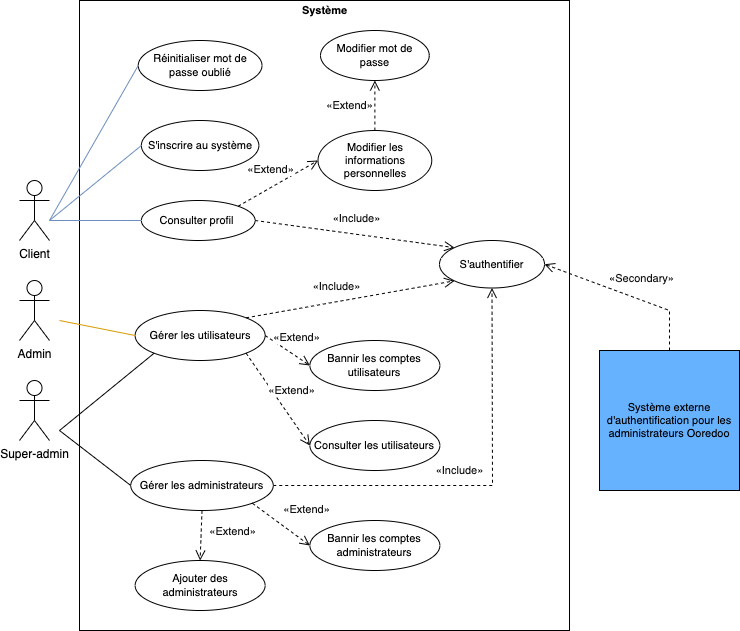 Système
Réinitialiser mot de
passe oublié
Modifier mot de
passe
«Extend»
S'inscrire au système
Modifier les
informations
personnelles
«Extend»
Client
Consulter profil
«Include»
S'authentifier
«Secondary»
«Include»
Admin
Gérer les utilisateurs
«Extend»
Bannir les comptes
utilisateurs
«Extend»
Système externe
d'authentification pour les
administrateurs Ooredoo
Super-admin
Consulter les utilisateurs
«Include»
Gérer les administrateurs
«Extend»
«Extend»
Bannir les comptes
administrateurs
Ajouter des
administrateurs